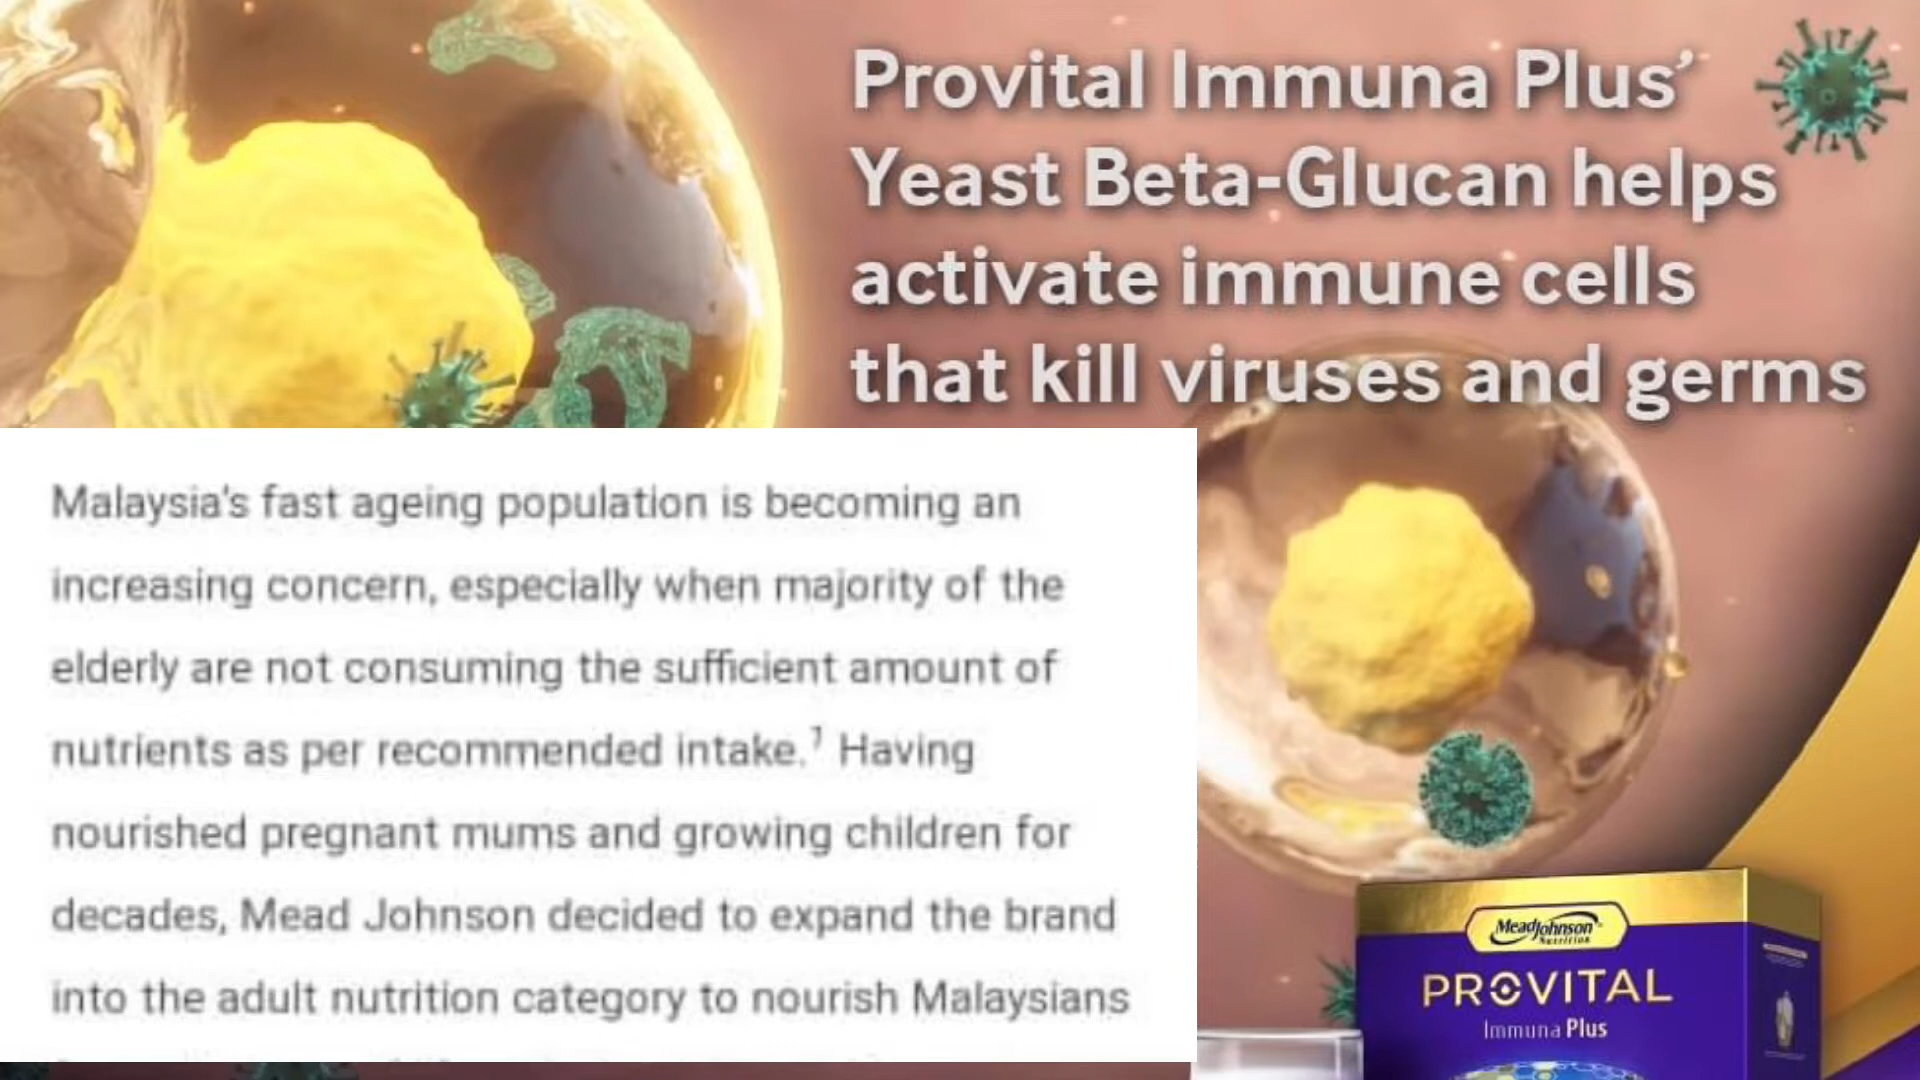 Provital Immuna Plus’
Yeast Beta-Glucan helps
activate immune cells
that kill viruses and germs
Malaysia's fast ageing population is becoming an
increasing concern, especially when majority of the
elderly are not consuming the sufficient amount of
nutrients as per recommended intake.¹ Having
nourished pregnant mums and growing children for
decades, Mead Johnson decided to expand the brand
into the adult nutrition category to nourish Malaysians
MeadJohnson™
Nutrition
PROVITAL
Immuna Plus